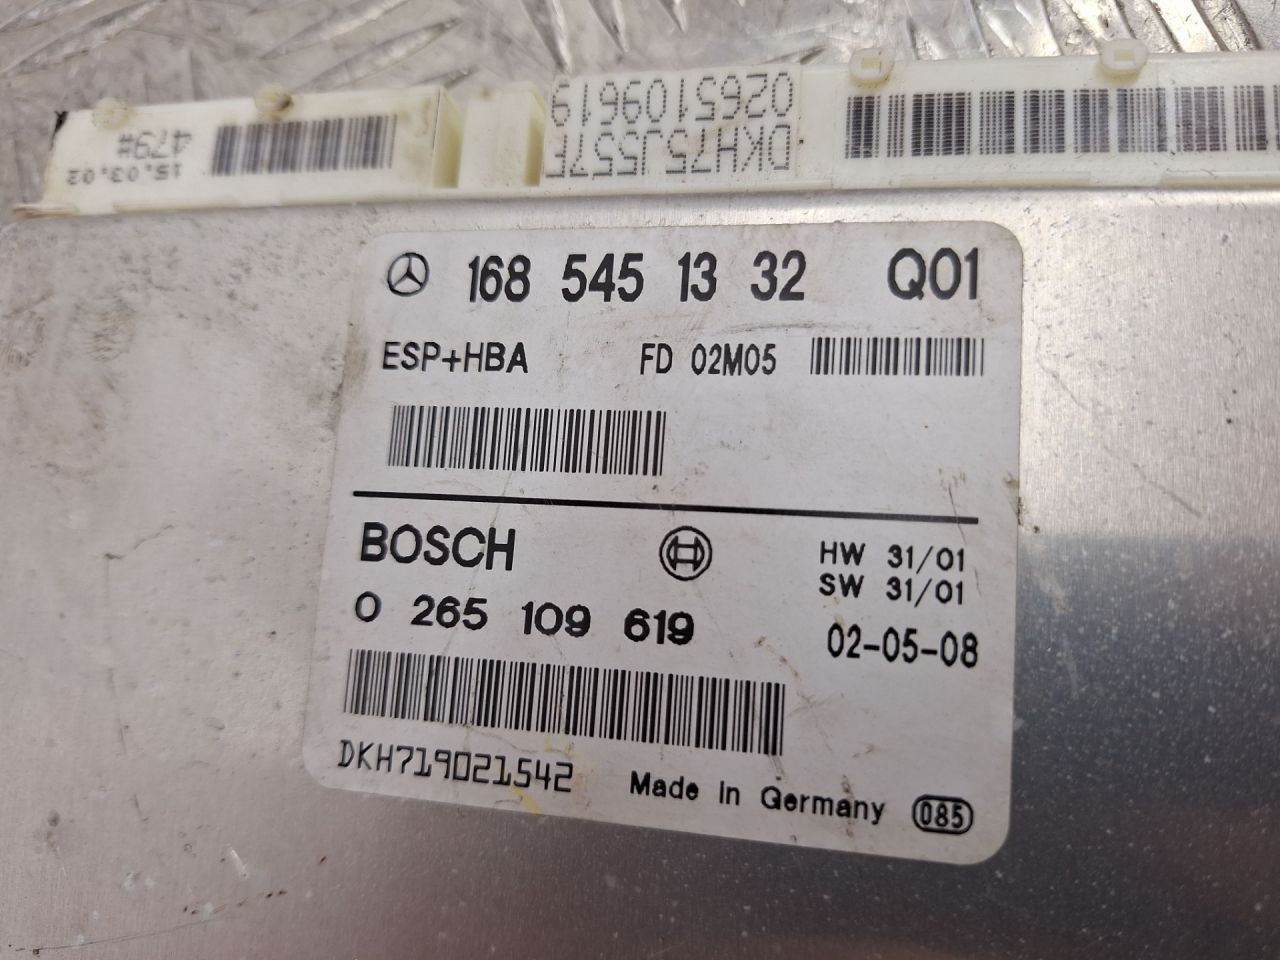 0265109619
DKH75J557E
479#
15.03.02
168 545 13 32 Q01
ESP+HBA FD 02M05
BOSCH
HW 31/01
SW 31/01
0 265 109 619
02-05-08
DKH719021542
Made in Germany 085